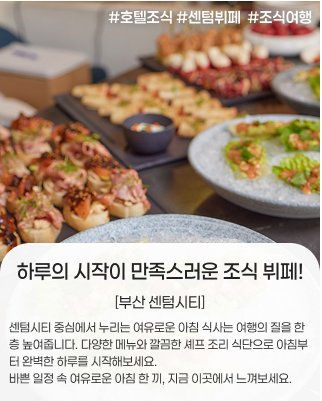 #호텔조식 #센텀뷔페 #조식여행
하루의 시작이 만족스러운 조식 뷔페!
[부산 센텀시티]
센텀시티 중심에서 누리는 여유로운 아침 식사는 여행의 질을 한
층 높여줍니다. 다양한 메뉴와 깔끔한 셰프 조리 식단으로 아침부
터 완벽한 하루를 시작해보세요.
바쁜 일정 속 여유로운 아침 한 끼, 지금 이곳에서 느껴보세요.